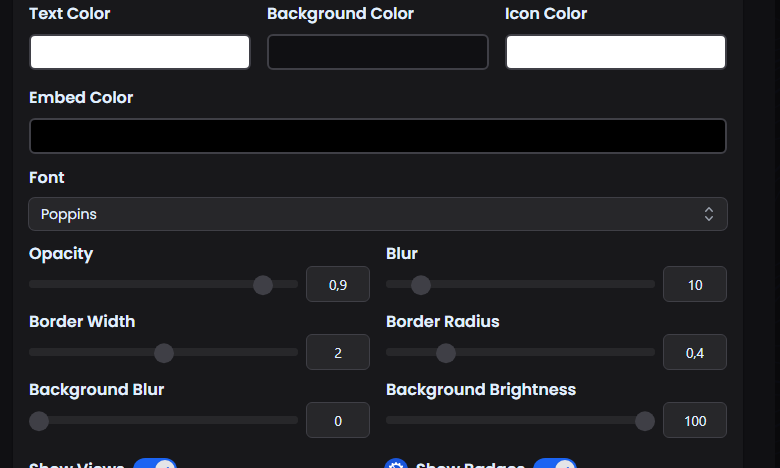 Text Color Background Color Icon Color
Embed Color
Font
Poppins
Opacity Blur
0,9 10
Border Width Border Radius
2 0,4
Background Blur Background Brightness
0 100
Show Views Show Badges